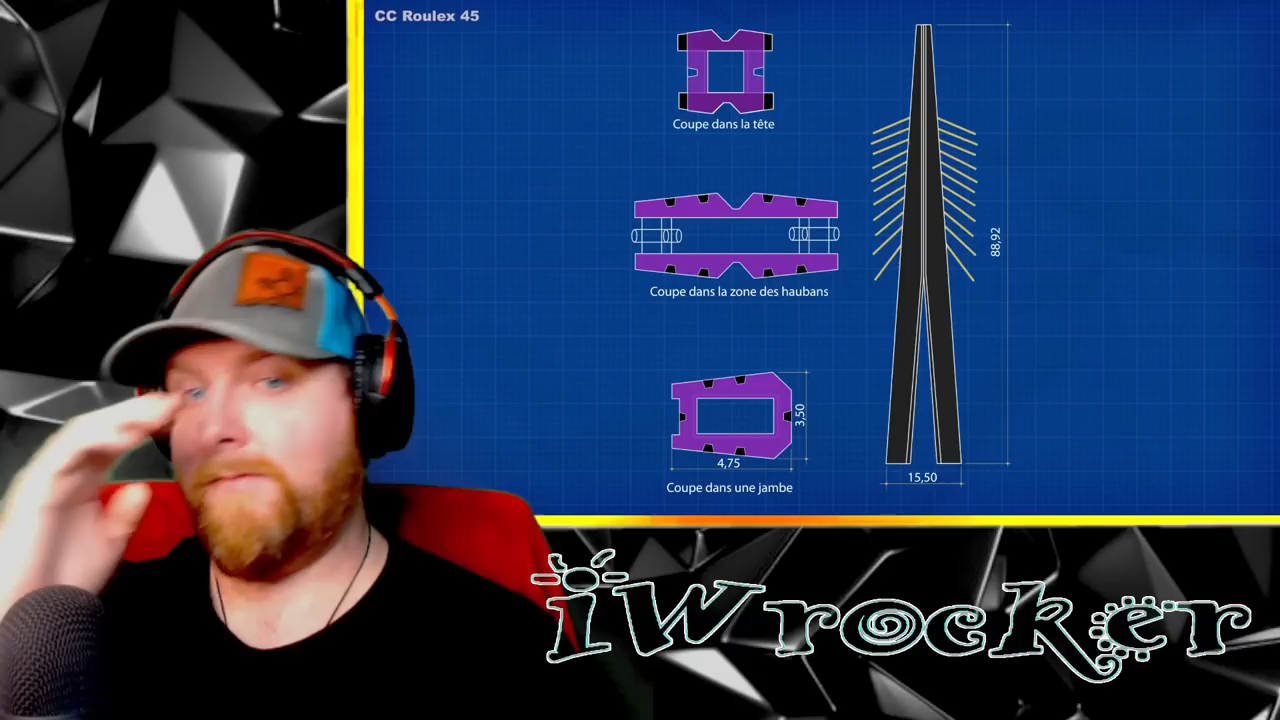 CC Roulex 45
Coupe dans la tête
Coupe dans la zone des haubans
88,92
3,50
4,75
15,50
Coupe dans une jambe
iWrocker